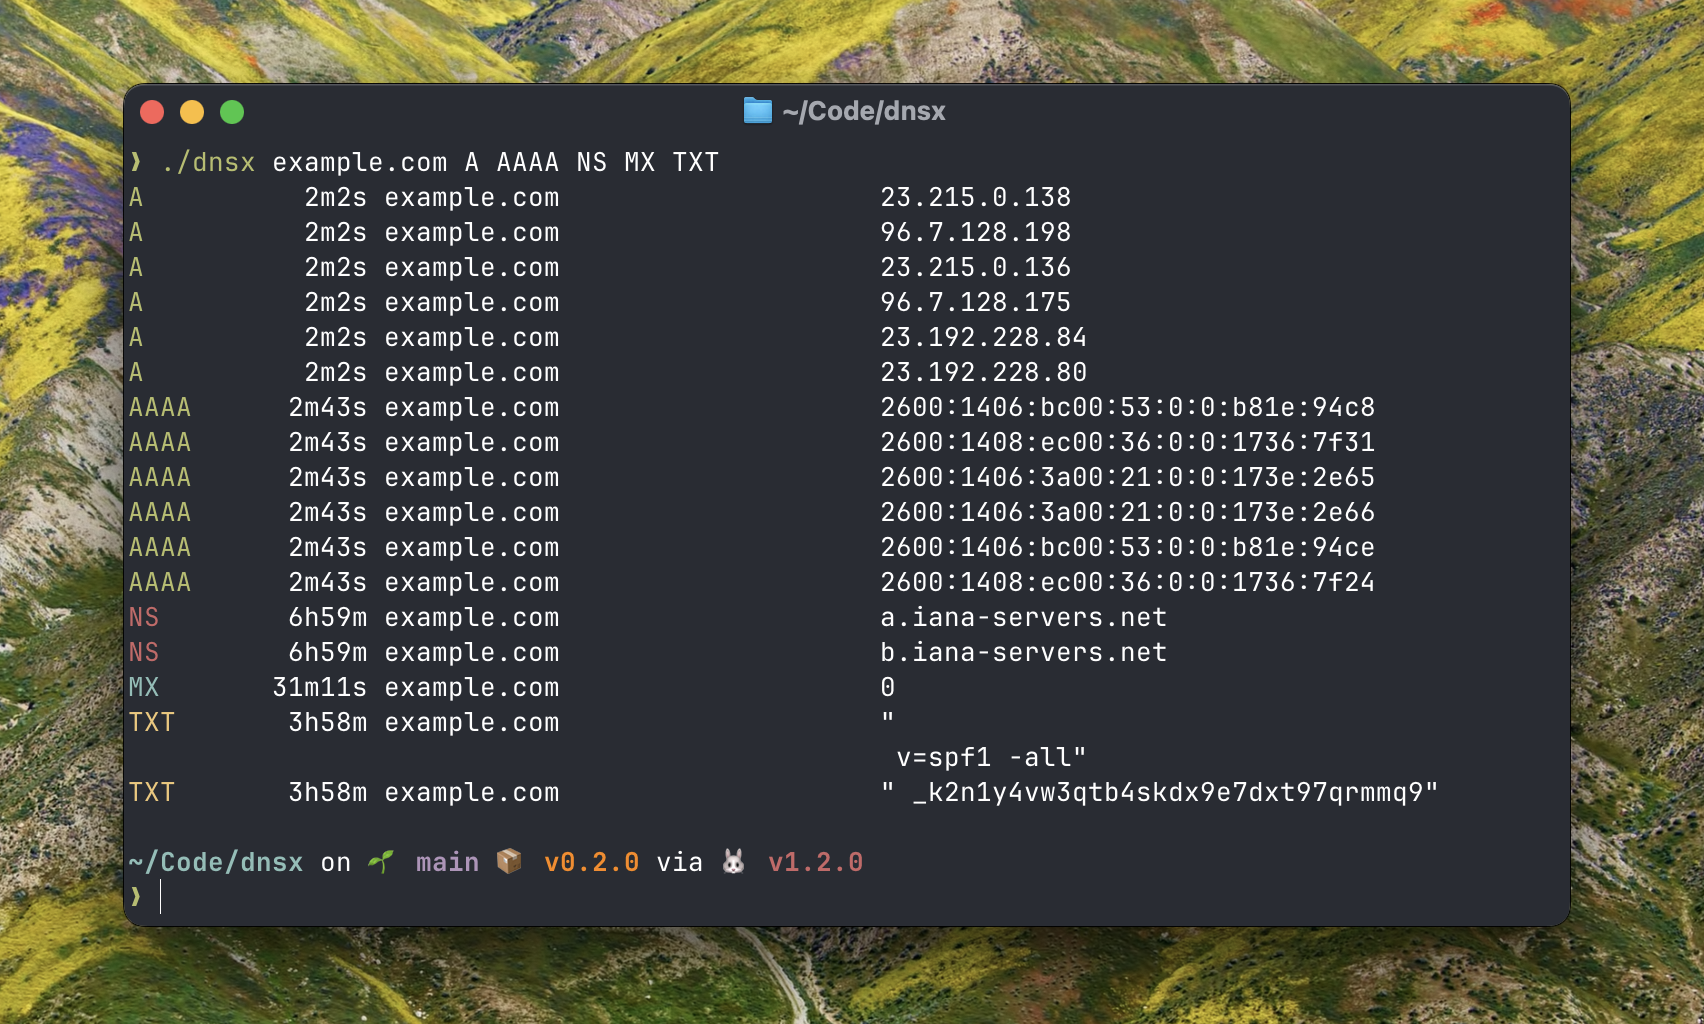 ~/Code/dnsx
❱ ./dnsx example.com A AAAA NS MX TXT
A 2m2s example.com 23.215.0.138
A 2m2s example.com 96.7.128.198
A 2m2s example.com 23.215.0.136
A 2m2s example.com 96.7.128.175
A 2m2s example.com 23.192.228.84
A 2m2s example.com 23.192.228.80
AAAA 2m43s example.com 2600:1406:bc00:53:0:0:b81e:94c8
AAAA 2m43s example.com 2600:1408:ec00:36:0:0:1736:7f31
AAAA 2m43s example.com 2600:1406:3a00:21:0:0:173e:2e65
AAAA 2m43s example.com 2600:1406:3a00:21:0:0:173e:2e66
AAAA 2m43s example.com 2600:1406:bc00:53:0:0:b81e:94ce
AAAA 2m43s example.com 2600:1408:ec00:36:0:0:1736:7f24
NS 6h59m example.com a.iana-servers.net
NS 6h59m example.com b.iana-servers.net
MX 31m11s example.com 0
TXT 3h58m example.com "
v=spf1 -all"
TXT 3h58m example.com " _k2n1y4vw3qtb4skdx9e7dxt97qrmmq9"
~/Code/dnsx on 🌱 main 📦 v0.2.0 via 🐰 v1.2.0
❱